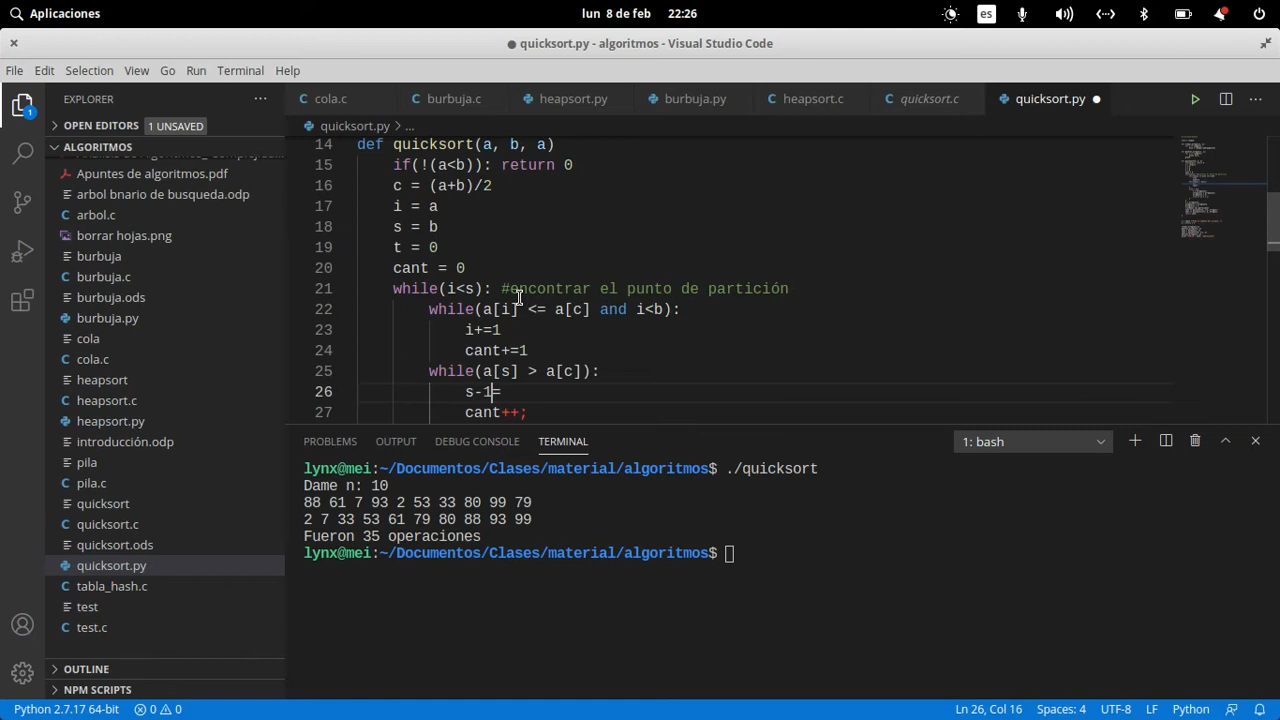 Aplicaciones lun 8 de feb 22:26 es
● quicksort.py - algoritmos - Visual Studio Code
File Edit Selection View Go Run Terminal Help
1 EXPLORER ... cola.c burbuja.c heapsort.py burbuja.py heapsort.c quicksort.c quicksort.py ● ...
OPEN EDITORS 1 UNSAVED
quicksort.py > ...
ALGORITMOS
Apuntes de algoritmos.pdf
arbol bnario de busqueda.odp
arbol.c
borrar hojas.png
burbuja
burbuja.c
burbuja.ods
burbuja.py
cola
cola.c
heapsort
heapsort.c
heapsort.py
introducción.odp
pila
pila.c
quicksort
quicksort.c
quicksort.ods
quicksort.py
tabla_hash.c
test
test.c
OUTLINE
NPM SCRIPTS
14 def quicksort(a, b, a)
15 if(!(a<b)): return 0
16 c = (a+b)/2
17 i = a
18 s = b
19 t = 0
20 cant = 0
21 while(i<s): #encontrar el punto de partición
22 while(a[i] <= a[c] and i<b):
23 i+=1
24 cant+=1
25 while(a[s] > a[c]):
26 s-1=
27 cant++;
PROBLEMS OUTPUT DEBUG CONSOLE TERMINAL 1: bash
lynx@mei:~/Documentos/Clases/material/algoritmos$ ./quicksort
Dame n: 10
88 61 7 93 2 53 33 80 99 79
2 7 33 53 61 79 80 88 93 99
Fueron 35 operaciones
lynx@mei:~/Documentos/Clases/material/algoritmos$
Python 2.7.17 64-bit 0 0 Ln 26, Col 16 Spaces: 4 UTF-8 LF Python